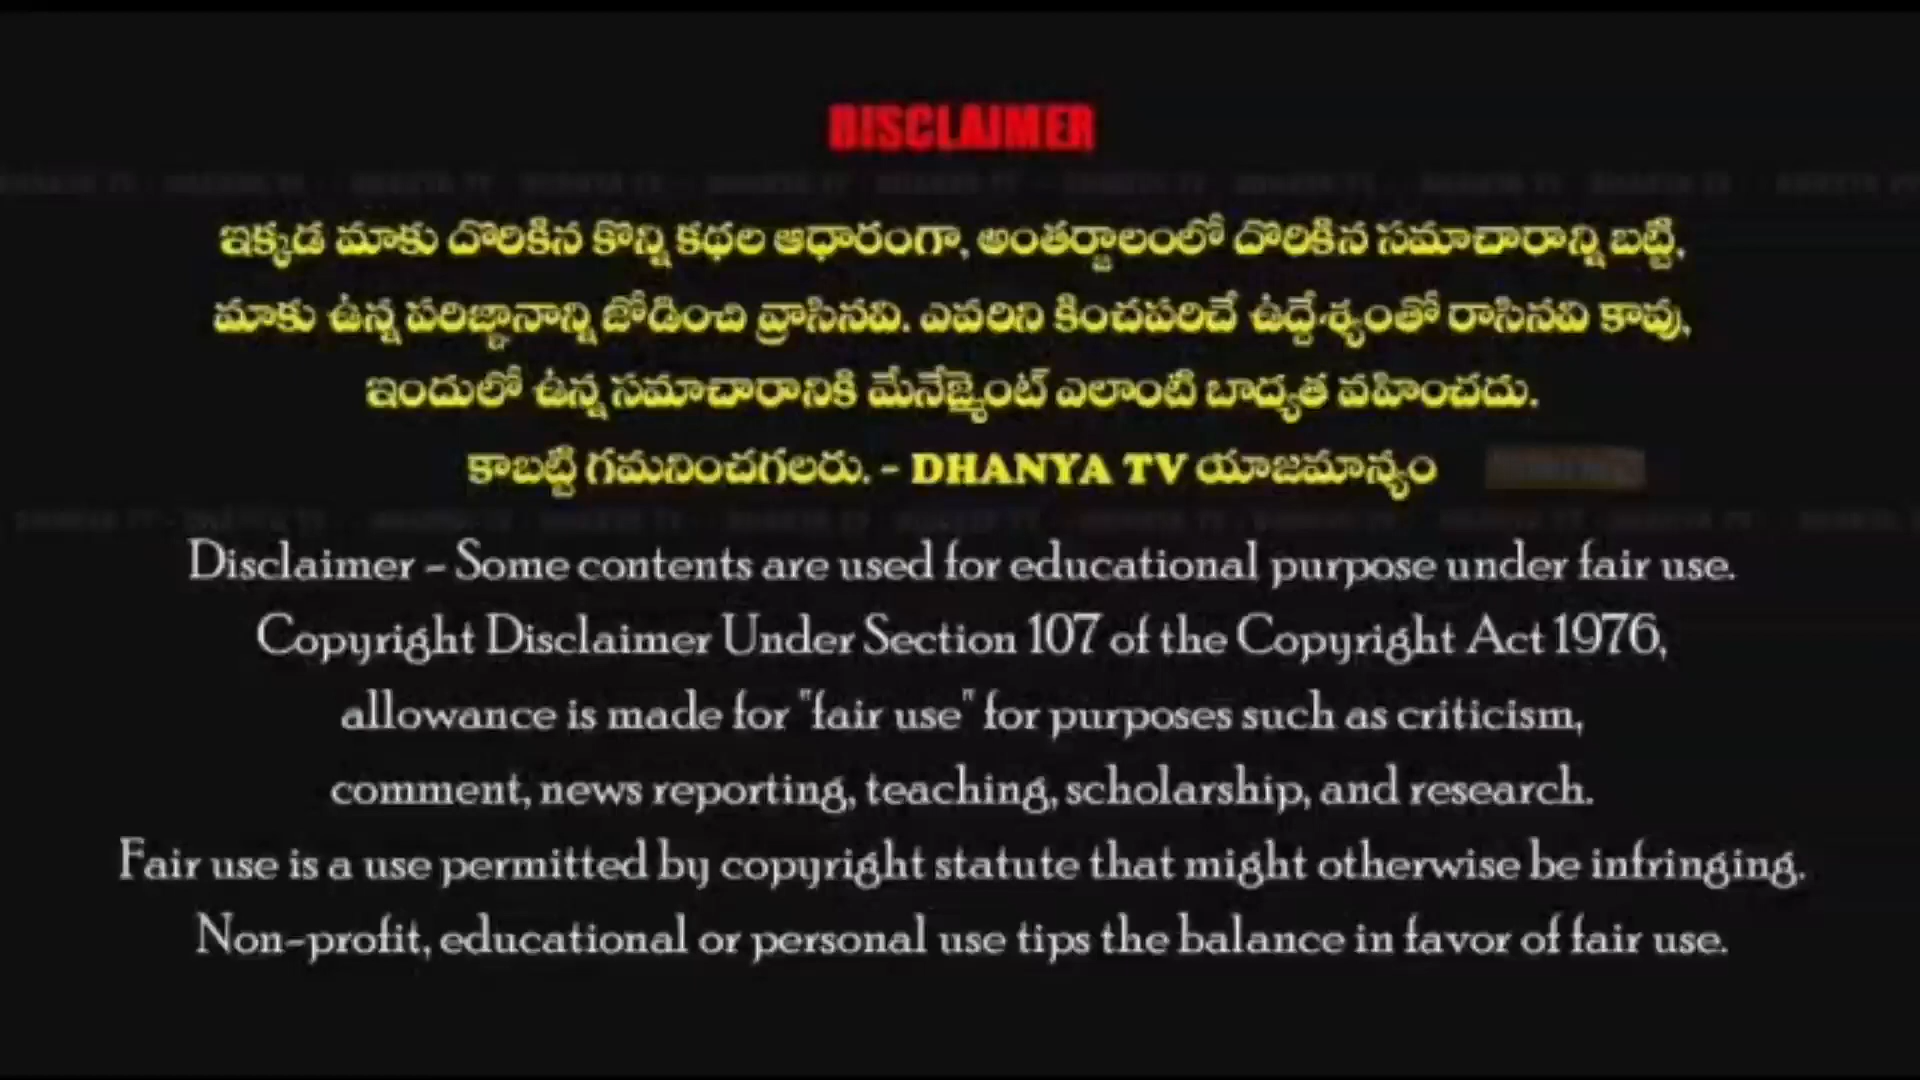 DISCLAIMER
ఇక్కడ మాకు దొరికిన కొన్ని కథల ఆధారంగా, అంతర్జాలంలో దొరికిన సమాచారాన్ని బట్టి,
మాకు ఉన్న పరిజ్ఞానాన్ని జోడించి వ్రాసినవి. ఎవరిని కించపరిచే ఉద్దేశ్యంతో రాసినవి కావు,
ఇందులో ఉన్న సమాచారానికి మేనేజ్మెంట్ ఎలాంటి బాద్యత వహించదు.
కాబట్టి గమనించగలరు. - DHANYA TV యాజమాన్యం
Disclaimer - Some contents are used for educational purpose under fair use.
Copyright Disclaimer Under Section 107 of the Copyright Act 1976,
allowance is made for "fair use" for purposes such as criticism,
comment, news reporting, teaching, scholarship, and research.
Fair use is a use permitted by copyright statute that might otherwise be infringing.
Non-profit, educational or personal use tips the balance in favor of fair use.